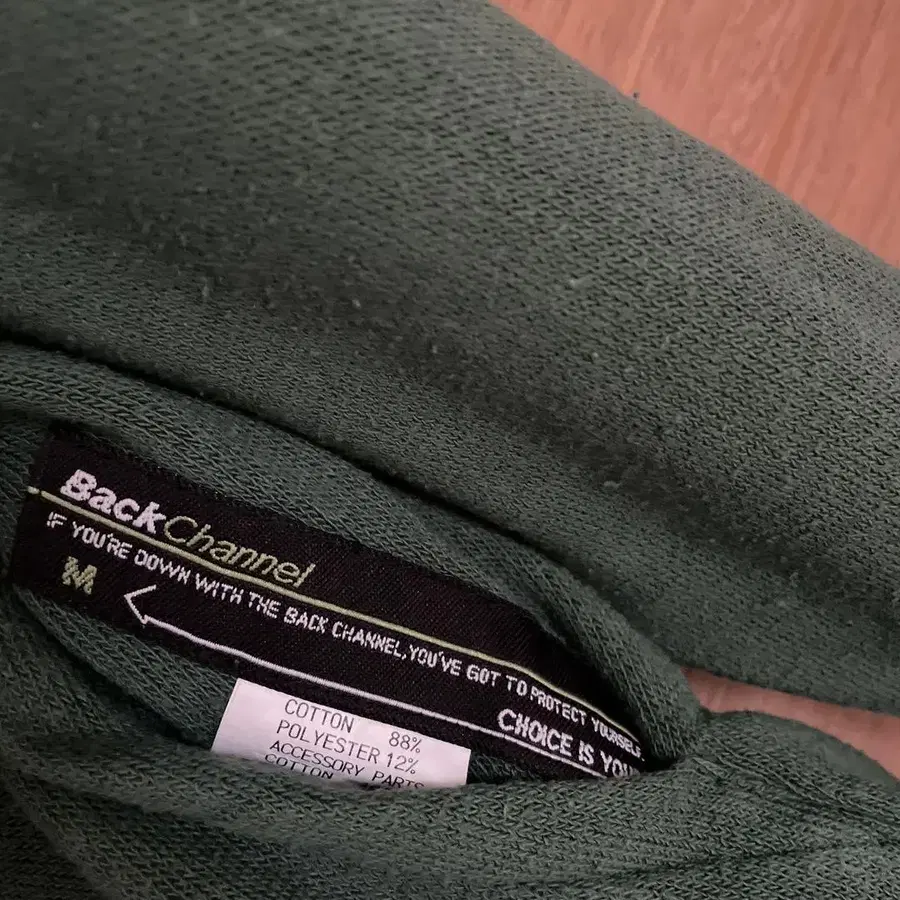 BackChannel
IF YOU'RE DOWN WITH THE BACK CHANNEL, YOU'VE GOT TO PROTECT YOURSELF.
M
CHOICE IS
COTTON 88%
POLYESTER 12%
ACCESSORY PARTS
COTTON